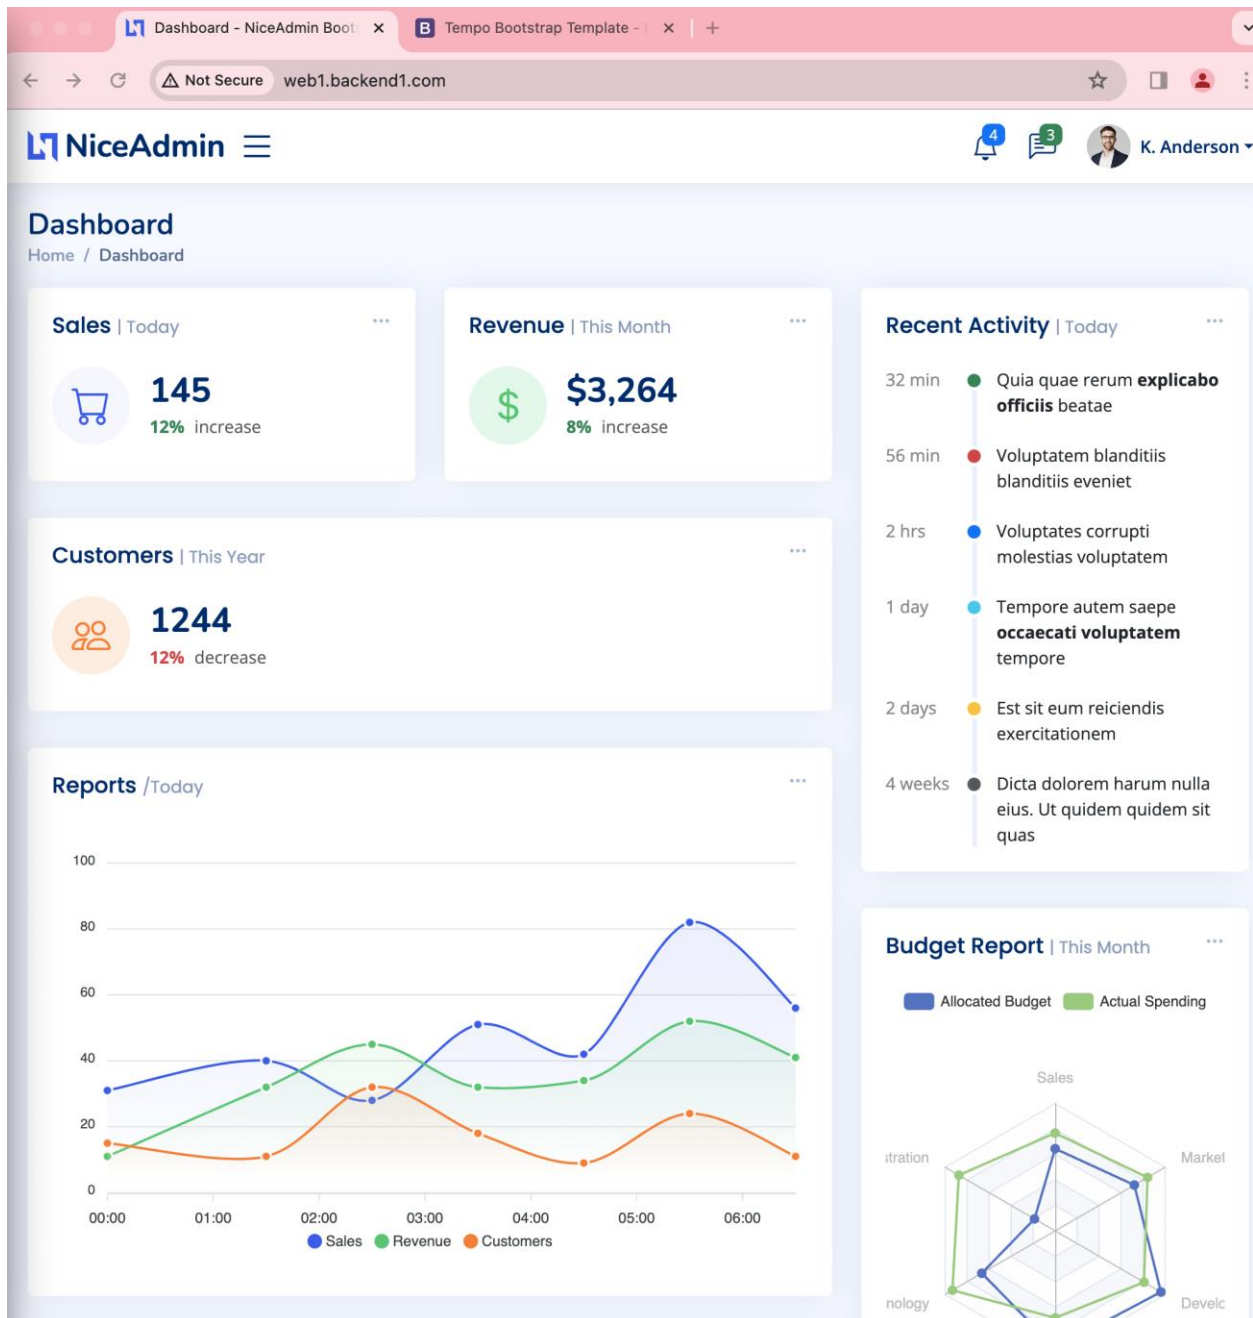 Dashboard - NiceAdmin Boots
Tempo Bootstrap Template -
Not Secure web1.backend1.com
NiceAdmin
4
3
K. Anderson
Dashboard
Home / Dashboard
Sales | Today
145
12% increase
Revenue | This Month
$
$3,264
8% increase
Customers | This Year
1244
12% decrease
Reports /Today
100
80
60
40
20
0
00:00 01:00 02:00 03:00 04:00 05:00 06:00
Sales Revenue Customers
Recent Activity | Today
32 min Quia quae rerum explicabo
officiis beatae
56 min Voluptatem blanditiis
blanditiis eveniet
2 hrs Voluptates corrupti
molestias voluptatem
1 day Tempore autem saepe
occaecati voluptatem
tempore
2 days Est sit eum reiciendis
exercitationem
4 weeks Dicta dolorem harum nulla
eius. Ut quidem quidem sit
quas
Budget Report | This Month
Allocated Budget Actual Spending
Sales
stration Market
nology Develc